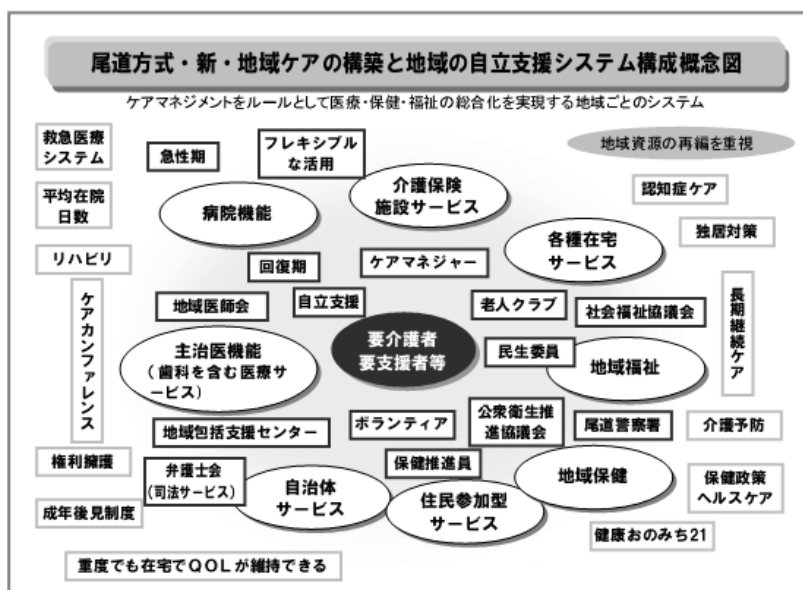 尾道方式・新・地域ケアの構築と地域の自立支援システム構成概念図
ケアマネジメントをルールとして医療・保健・福祉の総合化を実現する地域ごとのシステム
救急医療
システム
急性期
フレキシブル
な活用
地域資源の再編を重視
平均在院
日数
病院機能
介護保険
施設サービス
認知症ケア
リハビリ
回復期
ケアマネジャー
各種在宅
サービス
独居対策
ケアカンファレンス
地域医師会
自立支援
老人クラブ
社会福祉協議会
長期継続ケア
主治医機能
(歯科を含む医療サ
ービス)
要介護者
要支援者等
民生委員
地域福祉
地域包括支援センター
ボランティア
公衆衛生推
進協議会
尾道警察署
介護予防
権利擁護
弁護士会
(司法サービス)
保健推進員
地域保健
保健政策
ヘルスケア
成年後見制度
自治体
サービス
住民参加型
サービス
健康おのみち21
重度でも在宅でQOLが維持できる